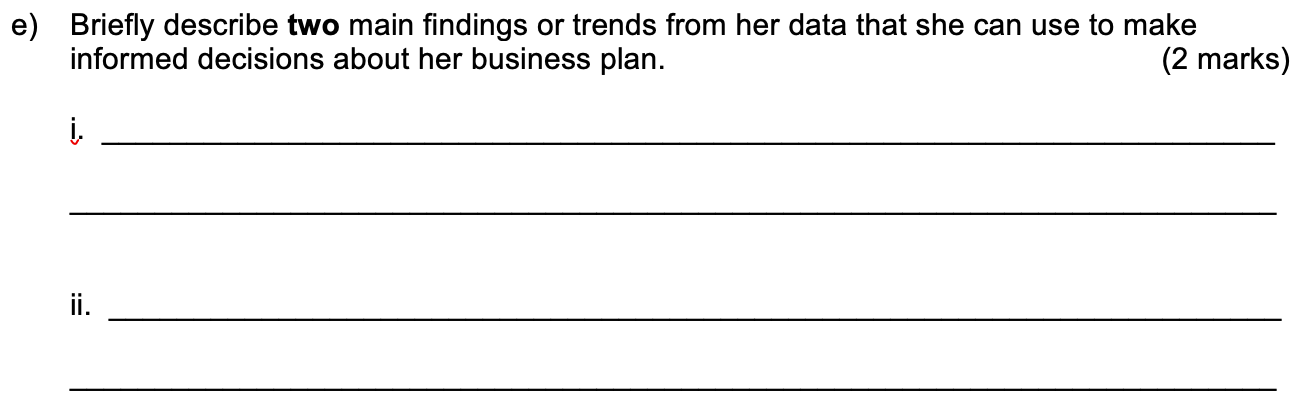 e) Briefly describe two main findings or trends from her data that she can use to make
informed decisions about her business plan. (2 marks)
i.
ii.